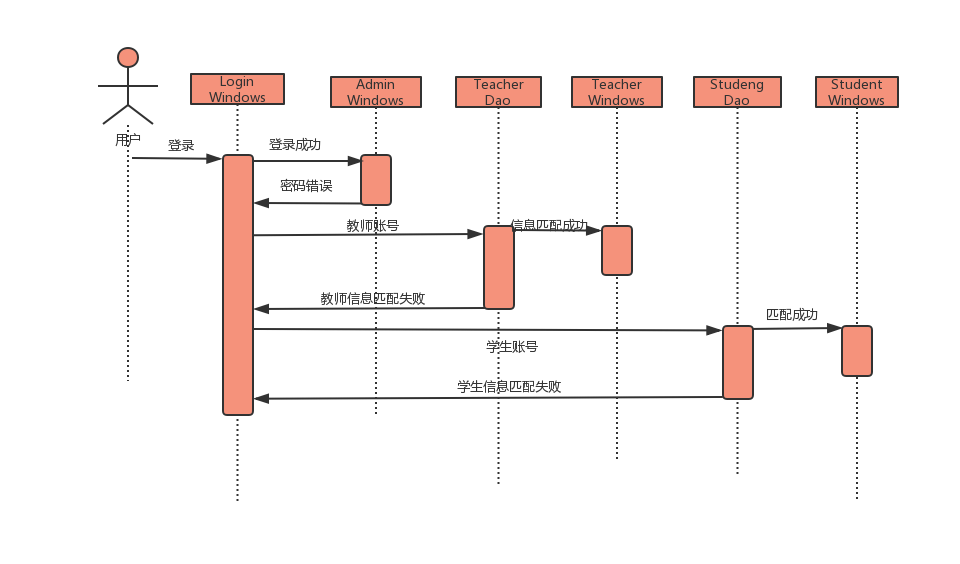 Login
Windows
Admin
Windows
Teacher
Dao
Teacher
Windows
Studeng
Dao
Student
Windows
用户
登录
登录成功
密码错误
教师账号
信息匹配成功
教师信息匹配失败
匹配成功
学生账号
学生信息匹配失败